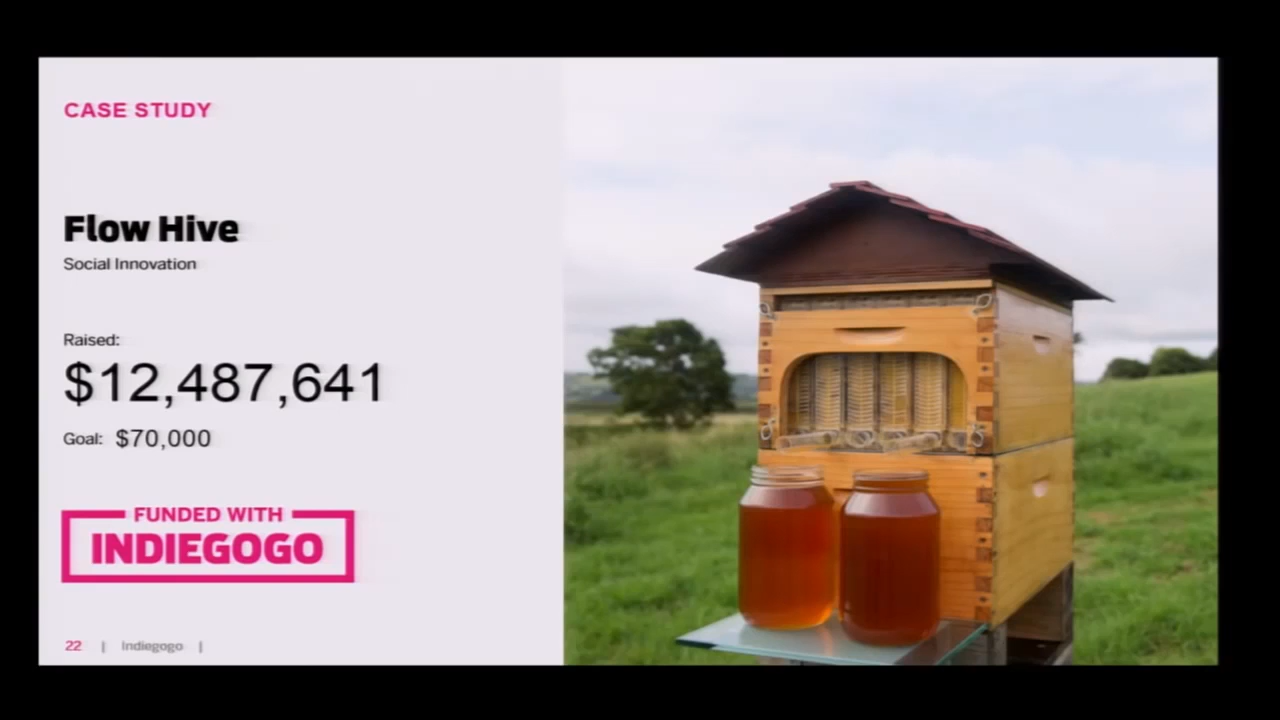 CASE STUDY
Flow Hive
Social Innovation
Raised:
$12,487,641
Goal: $70,000
FUNDED WITH
INDIEGOGO
22 | Indiegogo |